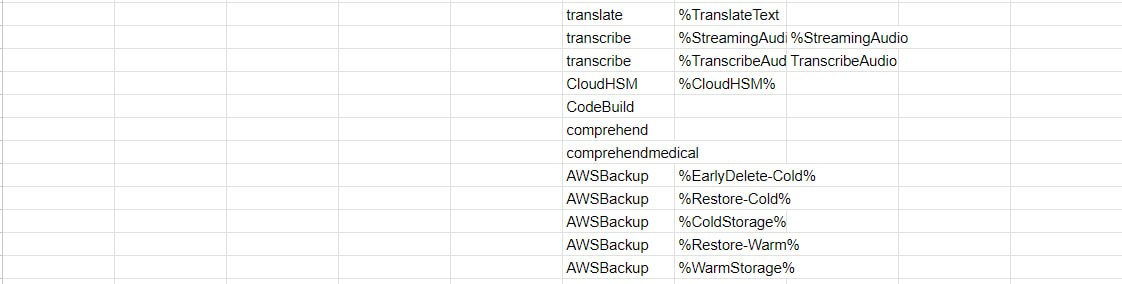 translate %TranslateText
transcribe %StreamingAudi %StreamingAudio
transcribe %TranscribeAud TranscribeAudio
CloudHSM %CloudHSM%
CodeBuild
comprehend
comprehendmedical
AWSBackup %EarlyDelete-Cold%
AWSBackup %Restore-Cold%
AWSBackup %ColdStorage%
AWSBackup %Restore-Warm%
AWSBackup %WarmStorage%